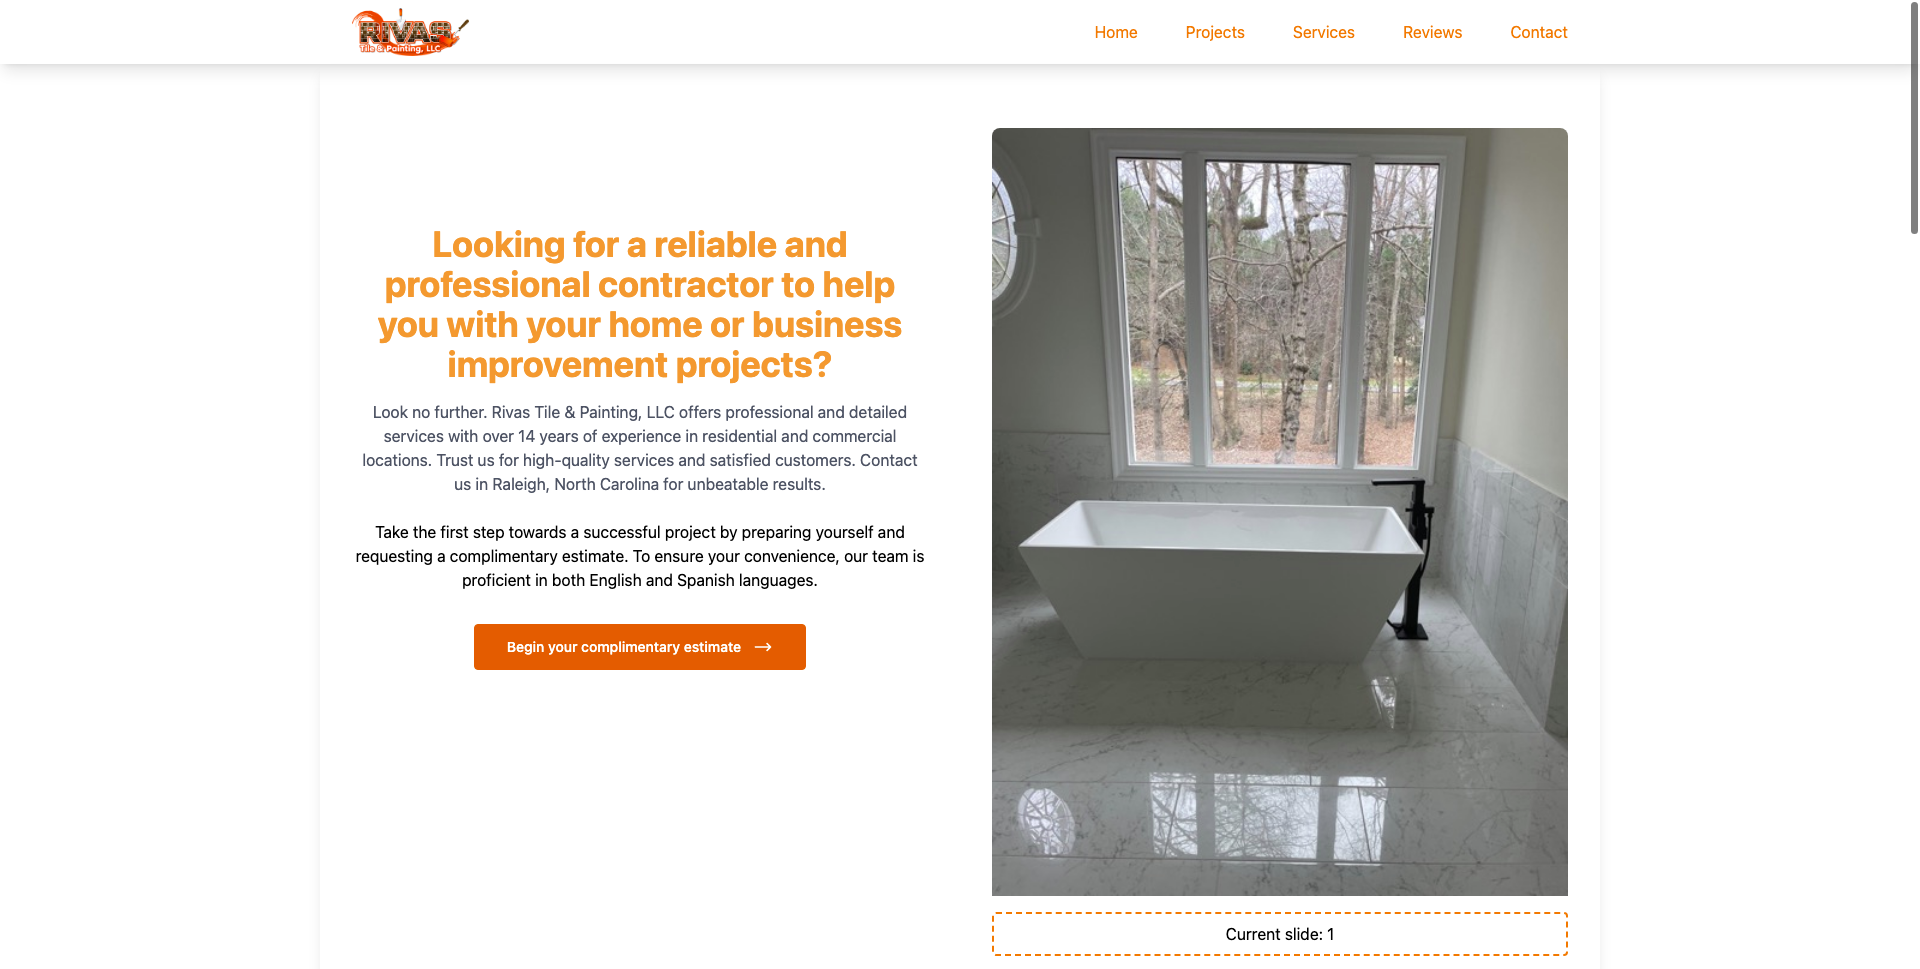 RIVAS
Tile & Painting, LLC
Home
Projects
Services
Reviews
Contact
Looking for a reliable and
professional contractor to help
you with your home or business
improvement projects?
Look no further. Rivas Tile & Painting, LLC offers professional and detailed
services with over 14 years of experience in residential and commercial
locations. Trust us for high-quality services and satisfied customers. Contact
us in Raleigh, North Carolina for unbeatable results.
Take the first step towards a successful project by preparing yourself and
requesting a complimentary estimate. To ensure your convenience, our team is
proficient in both English and Spanish languages.
Begin your complimentary estimate →
Current slide: 1